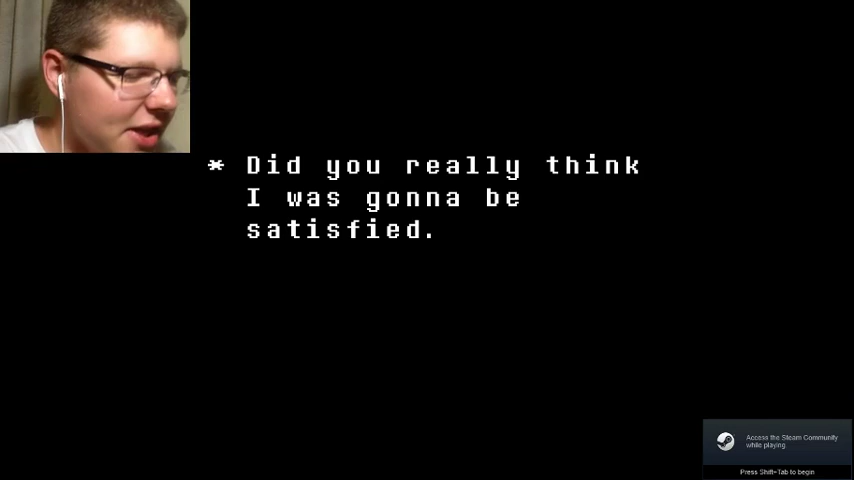 * Did you really think
I was gonna be
satisfied.
Access the Steam Community
while playing.
Press Shift+Tab to begin